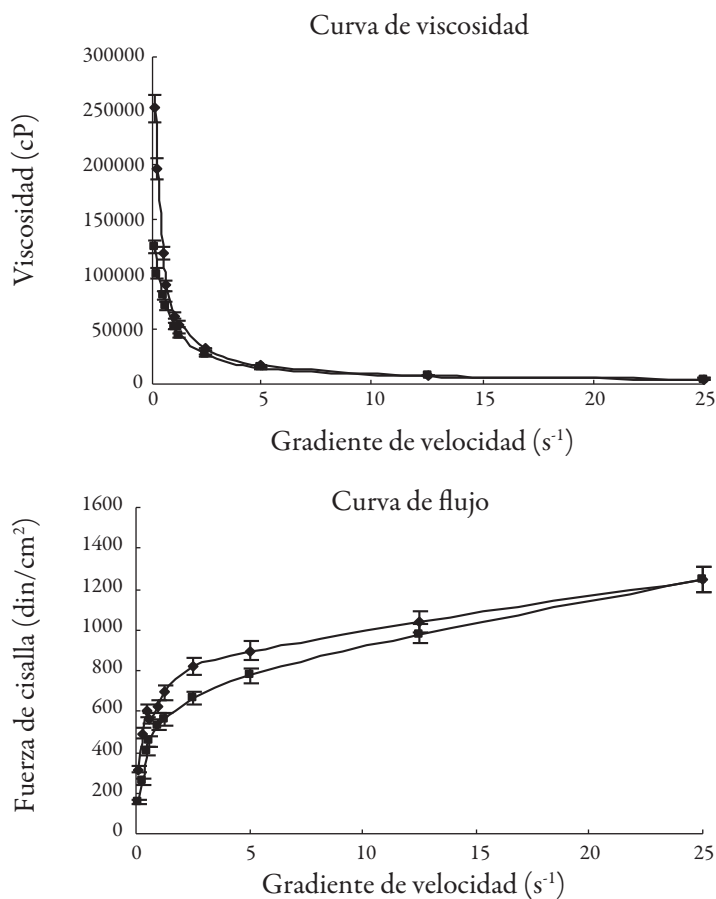 Curva de viscosidad
300000
250000
200000
150000
100000
50000
0
Viscosidad (cP)
0 5 10 15 20 25
Gradiente de velocidad (s⁻¹)
Curva de flujo
1600
1400
1200
1000
800
600
400
200
0
Fuerza de cisalla (din/cm²)
0 5 10 15 20 25
Gradiente de velocidad (s⁻¹)